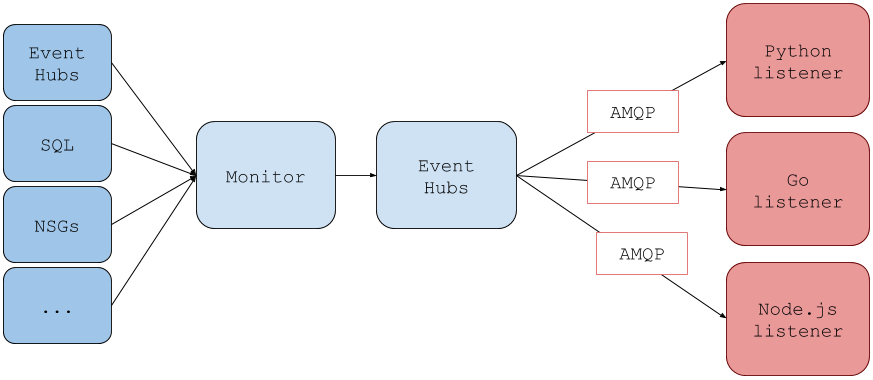 Event
Hubs
SQL
NSGs
...
Monitor
Event
Hubs
AMQP
AMQP
AMQP
Python
listener
Go
listener
Node.js
listener